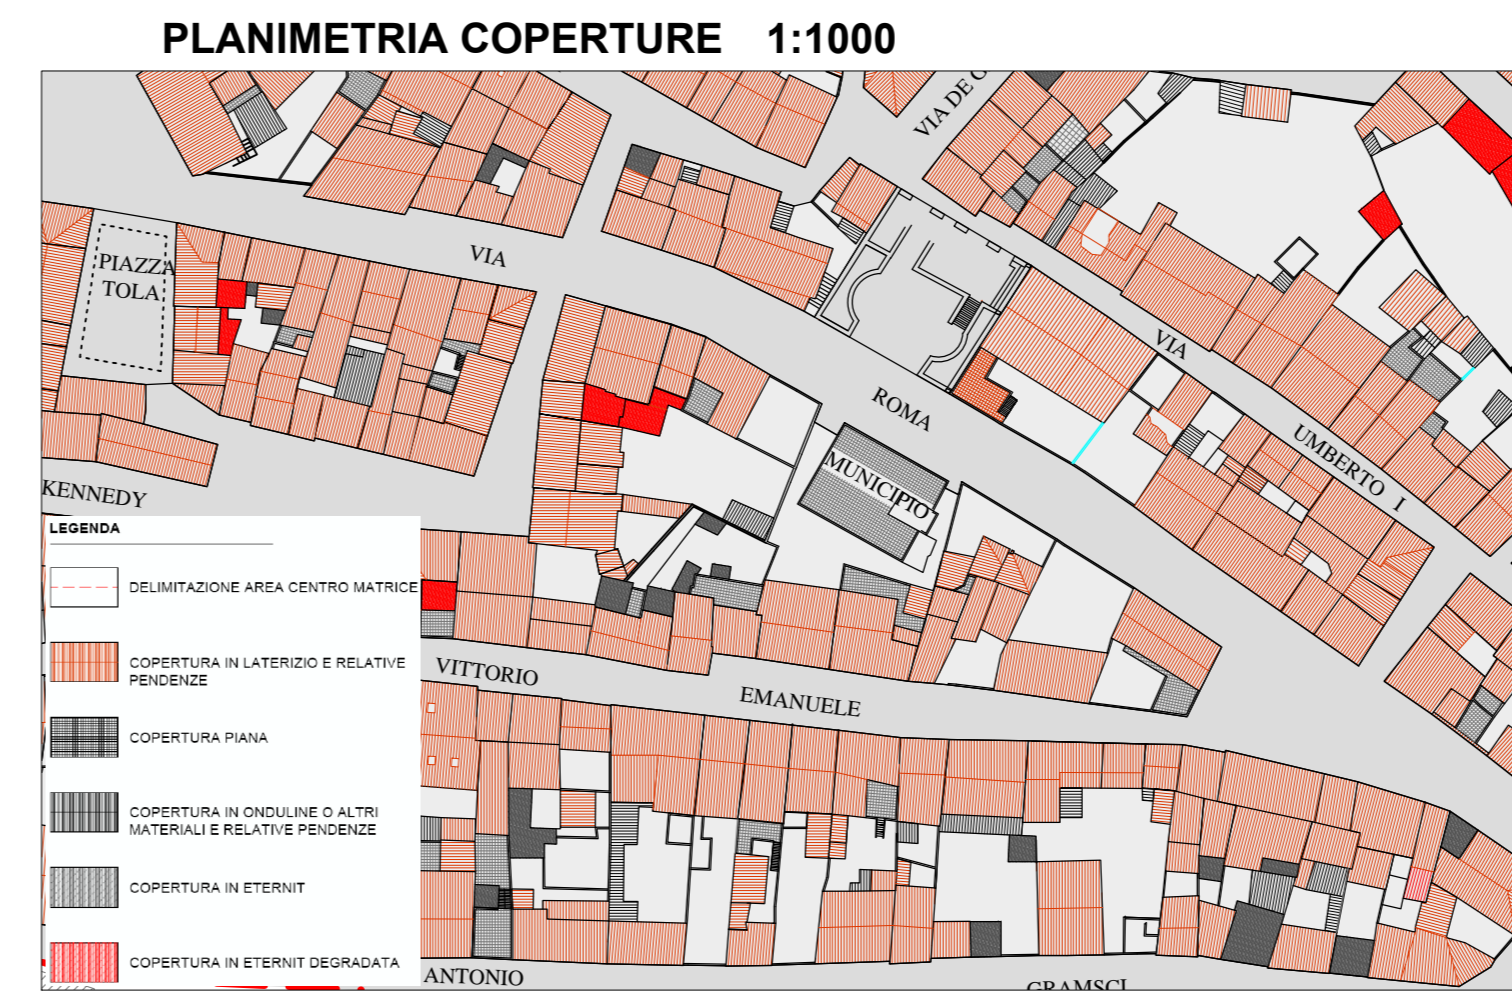 PLANIMETRIA COPERTURE 1:1000
VIA DE
VIA
PIAZZA
TOLA
VIA
ROMA
UMBERTO I
MUNICIPIO
KENNEDY
LEGENDA
DELIMITAZIONE AREA CENTRO MATRICE
COPERTURA IN LATERIZIO E RELATIVE
PENDENZE
COPERTURA PIANA
COPERTURA IN ONDULINE O ALTRI
MATERIALI E RELATIVE PENDENZE
COPERTURA IN ETERNIT
COPERTURA IN ETERNIT DEGRADATA
VITTORIO
EMANUELE
ANTONIO
GRAMSCI